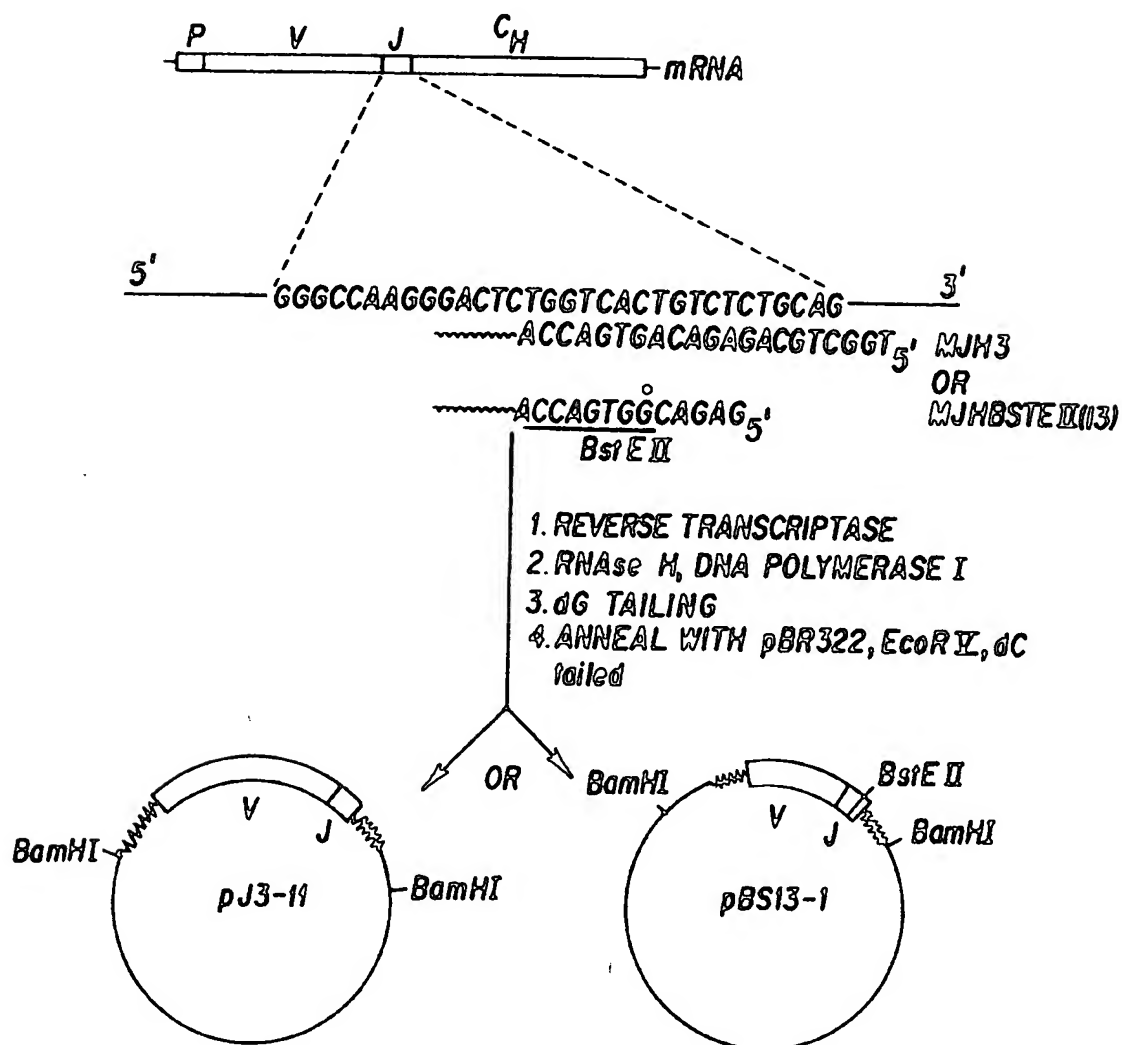 P V J CH
mRNA
5' 3'
GGGCCAAGGGACTCTGGTCACTGTCTCTGCAG
ACCAGTGACAGAGACGTCGGT5' MJH3
OR
MJHBSTEII(13)
ACCAGTGGCAGAG5'
BstEII
1. REVERSE TRANSCRIPTASE
2. RNAse H, DNA POLYMERASE I
3. dG TAILING
4. ANNEAL WITH pBR322, EcoRV, dC
tailed
OR
BamHI
V
J
BamHI
pJ3-11
BamHI
BstEII
V
J
BamHI
pBS13-1